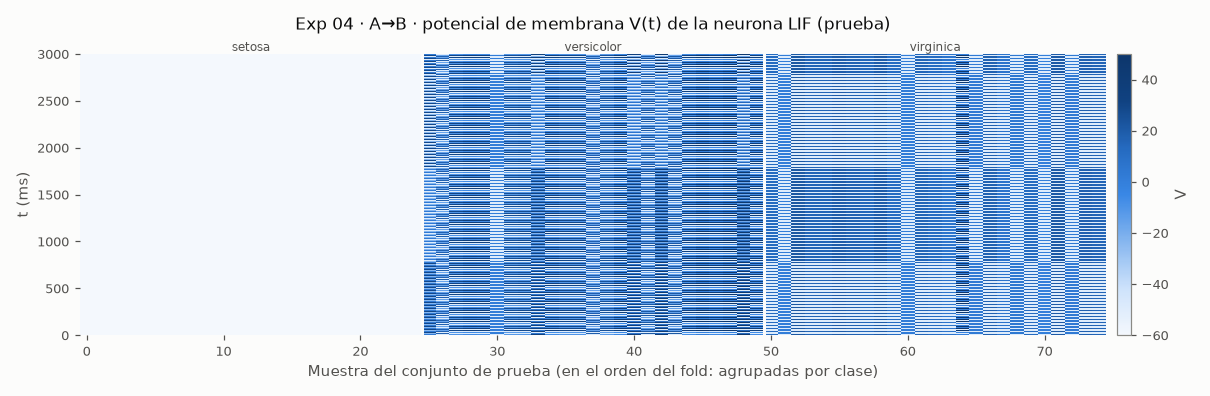 Exp 04 · A→B · potencial de membrana V(t) de la neurona LIF (prueba)
setosa versicolor virginica
3000
2500
2000
1500
1000
500
0
t (ms)
0 10 20 30 40 50 60 70
Muestra del conjunto de prueba (en el orden del fold: agrupadas por clase)
40
20
0
−20
−40
−60
V